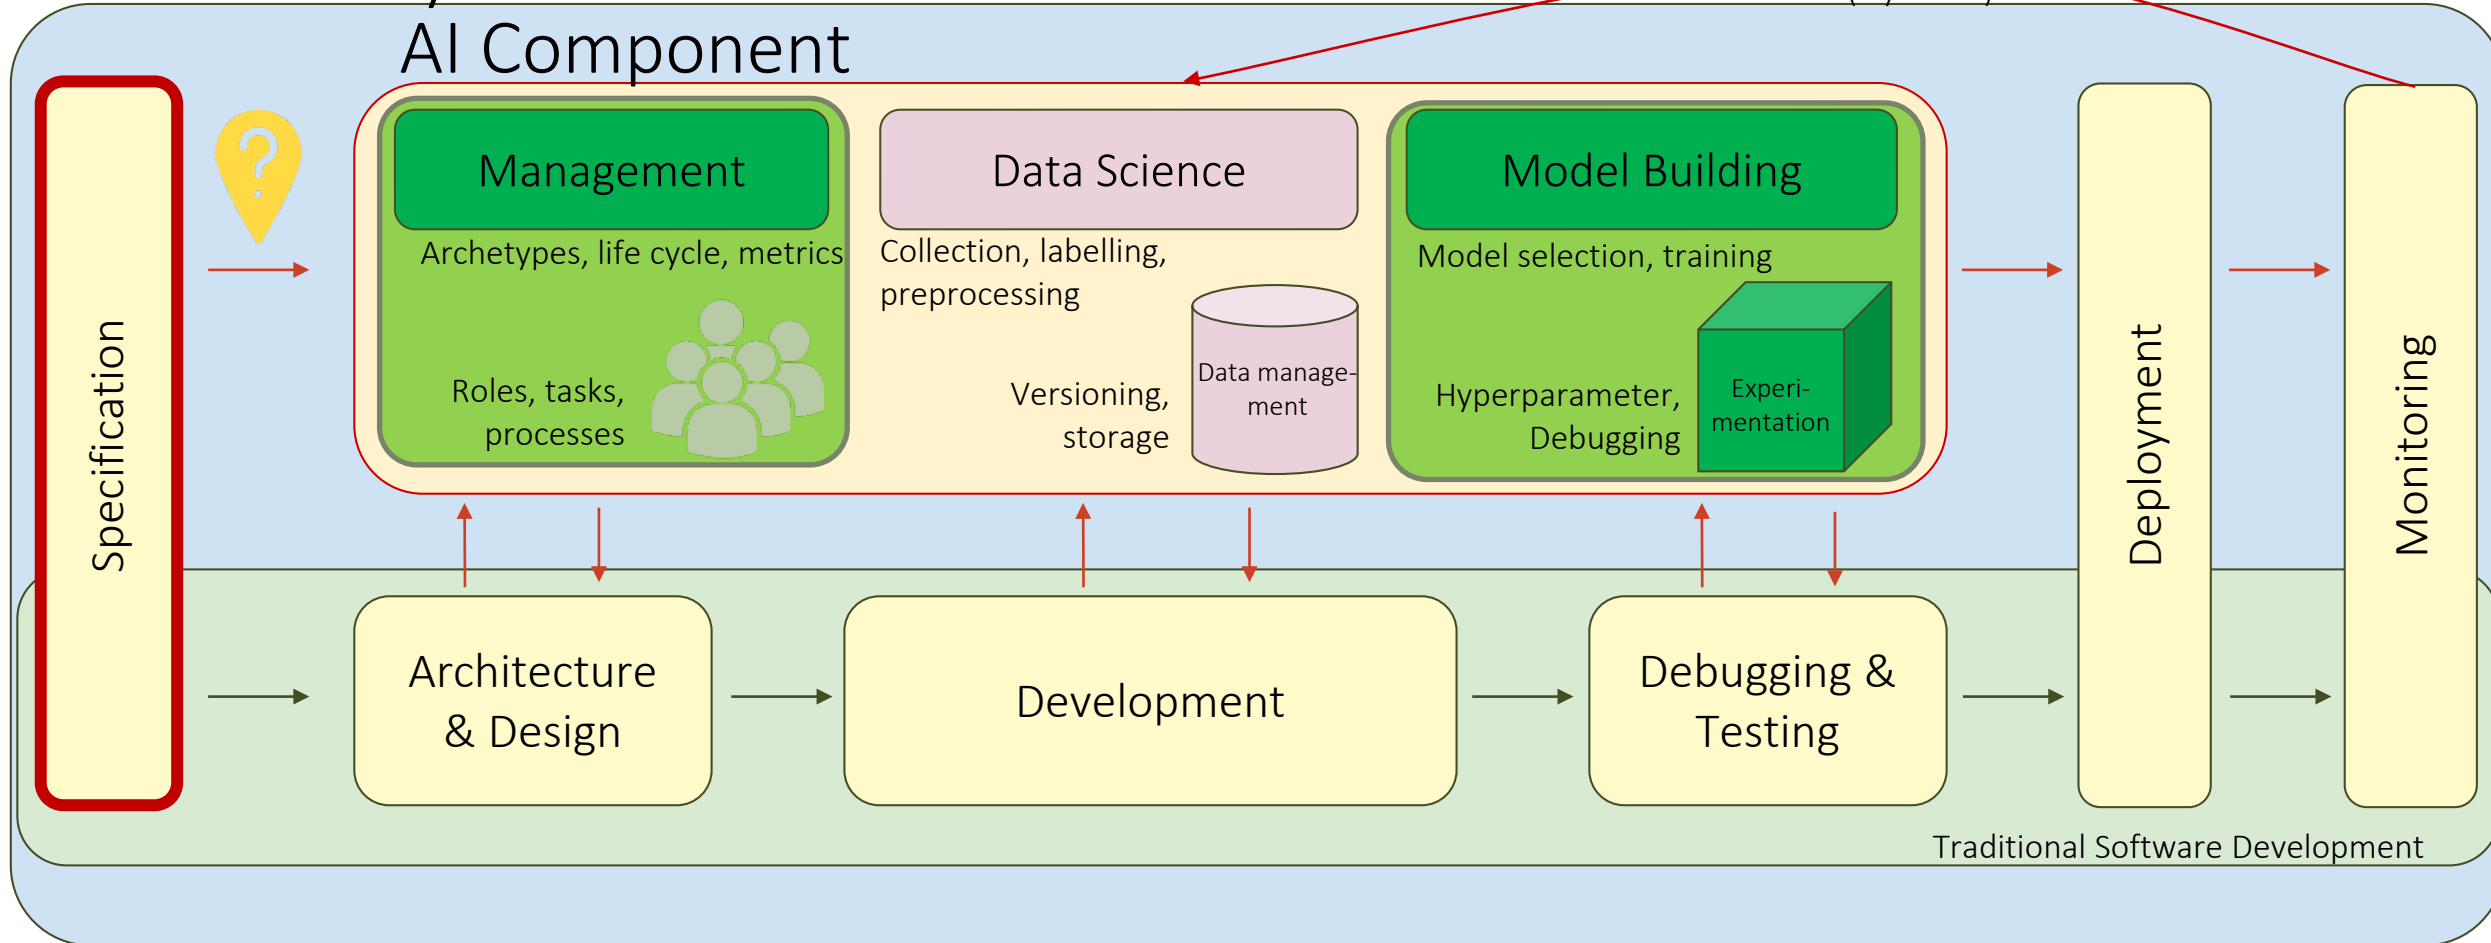 AI Component
Management
Archetypes, life cycle, metrics
Roles, tasks,
processes
Data Science
Collection, labelling,
preprocessing
Versioning,
storage
Data manage-
ment
Model Building
Model selection, training
Hyperparameter,
Debugging
Experi-
mentation
Specification
Architecture
& Design
Development
Debugging &
Testing
Deployment
Monitoring
Traditional Software Development